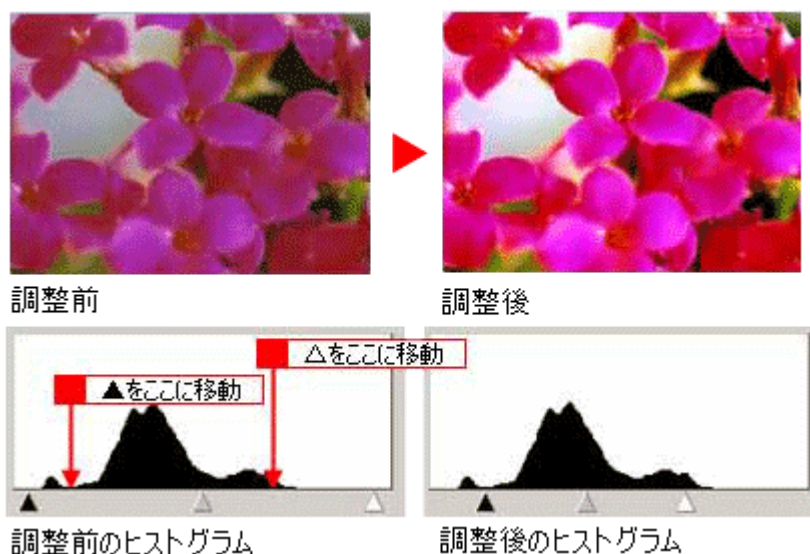 調整前
調整後
△をここに移動
▲をここに移動
調整前のヒストグラム
調整後のヒストグラム